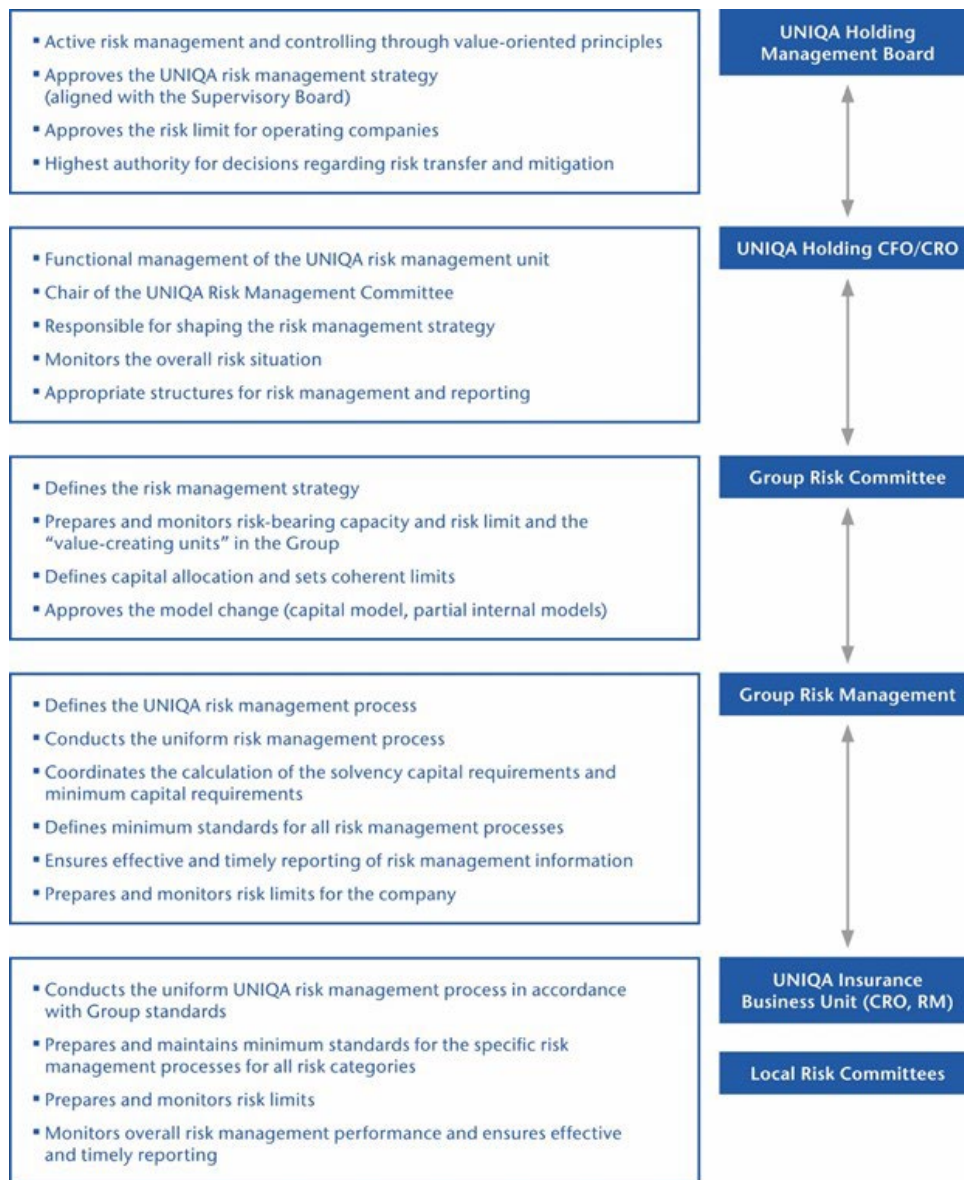 ▪ Active risk management and controlling through value-oriented principles
▪ Approves the UNIQA risk management strategy
(aligned with the Supervisory Board)
▪ Approves the risk limit for operating companies
▪ Highest authority for decisions regarding risk transfer and mitigation
UNIQA Holding
Management Board
▪ Functional management of the UNIQA risk management unit
▪ Chair of the UNIQA Risk Management Committee
▪ Responsible for shaping the risk management strategy
▪ Monitors the overall risk situation
▪ Appropriate structures for risk management and reporting
UNIQA Holding CFO/CRO
▪ Defines the risk management strategy
▪ Prepares and monitors risk-bearing capacity and risk limit and the
“value-creating units” in the Group
▪ Defines capital allocation and sets coherent limits
▪ Approves the model change (capital model, partial internal models)
Group Risk Committee
▪ Defines the UNIQA risk management process
▪ Conducts the uniform risk management process
▪ Coordinates the calculation of the solvency capital requirements and
minimum capital requirements
▪ Defines minimum standards for all risk management processes
▪ Ensures effective and timely reporting of risk management information
▪ Prepares and monitors risk limits for the company
Group Risk Management
▪ Conducts the uniform UNIQA risk management process in accordance
with Group standards
▪ Prepares and maintains minimum standards for the specific risk
management processes for all risk categories
▪ Prepares and monitors risk limits
▪ Monitors overall risk management performance and ensures effective
and timely reporting
UNIQA Insurance
Business Unit (CRO, RM)
Local Risk Committees